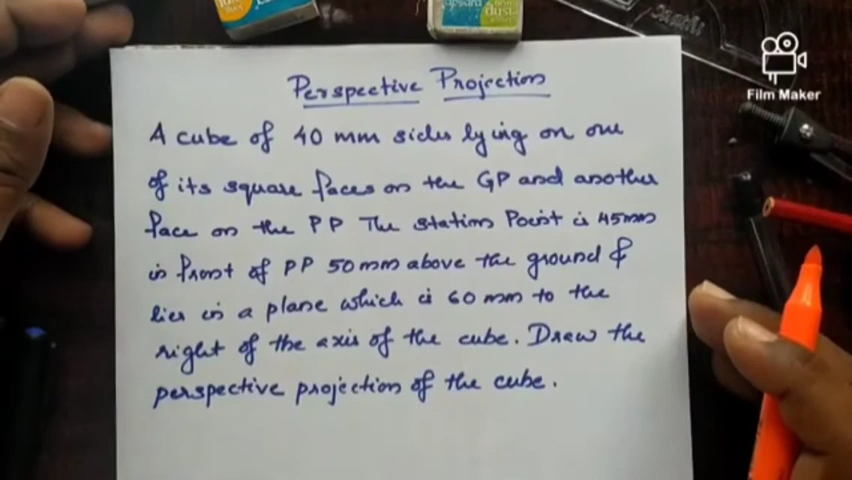 Film Maker
Perspective Projection
A cube of 40 mm sides lying on one
of its square faces on the GP and another
face on the PP The station Point is 45mm
in front of PP 50 mm above the ground &
lies in a plane which is 60 mm to the
right of the axis of the cube. Draw the
perspective projection of the cube.